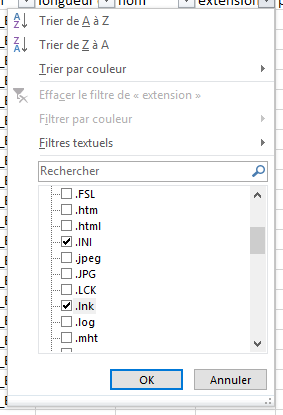 longueur
nom
extension
Trier de A à Z
Trier de Z à A
Trier par couleur
Effacer le filtre de « extension »
Filtrer par couleur
Filtres textuels
Rechercher
.FSL
.htm
.html
.INI
.jpeg
.JPG
.LCK
.lnk
.log
.mht
OK
Annuler